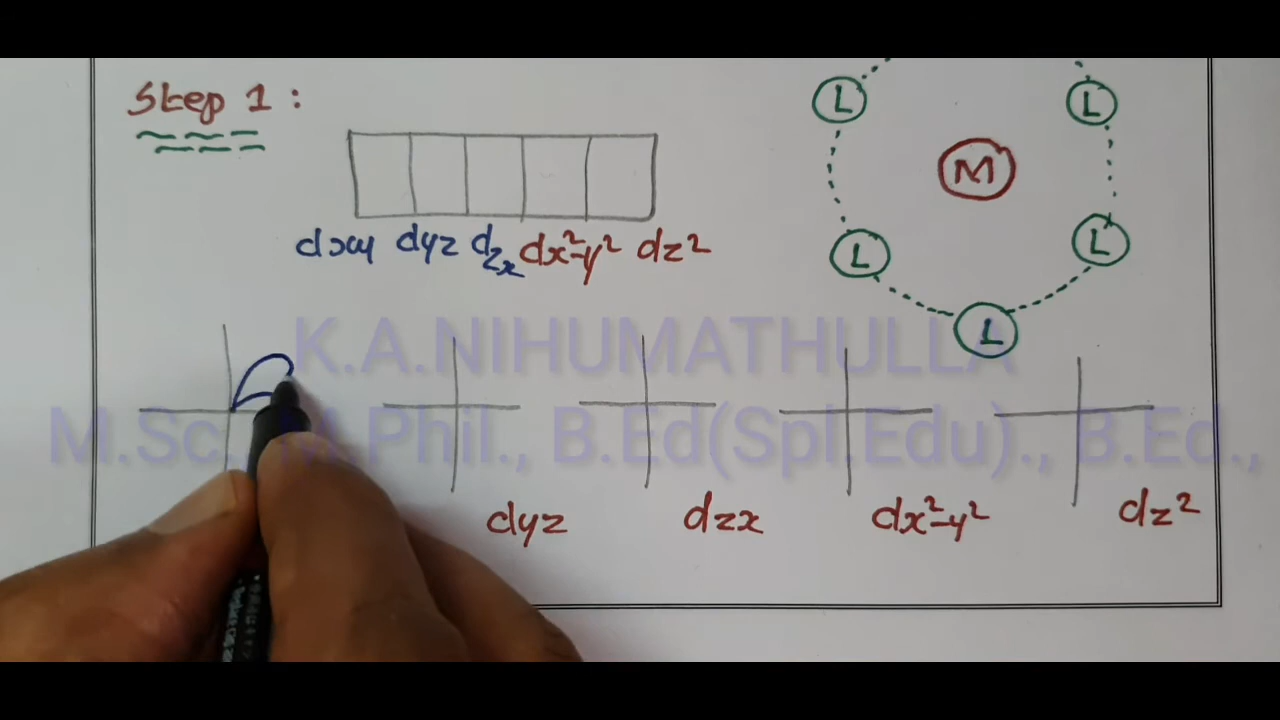 Step 1 :
L L
M
dxy dyz dzx dx²-y² dz²
L L
L
K.A.NIHUMATHULLA
M.Sc., M.Phil., B.Ed(Spl.Edu)., B.Ed.,
dyz dzx dx²-y² dz²